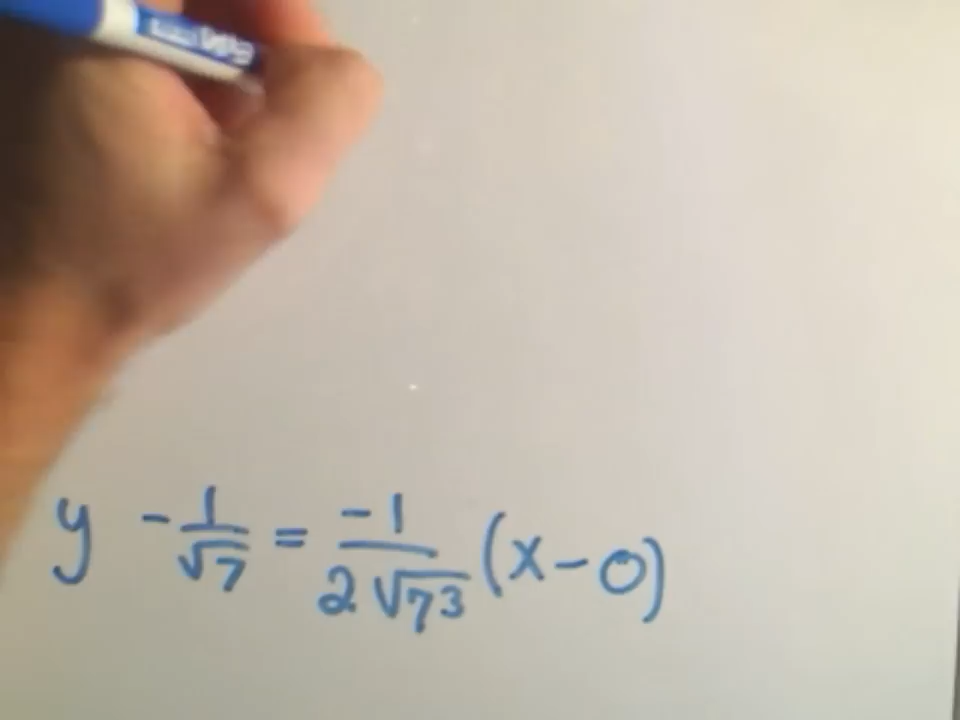 y - 1/√7 = -1/2√73 (x - 0)